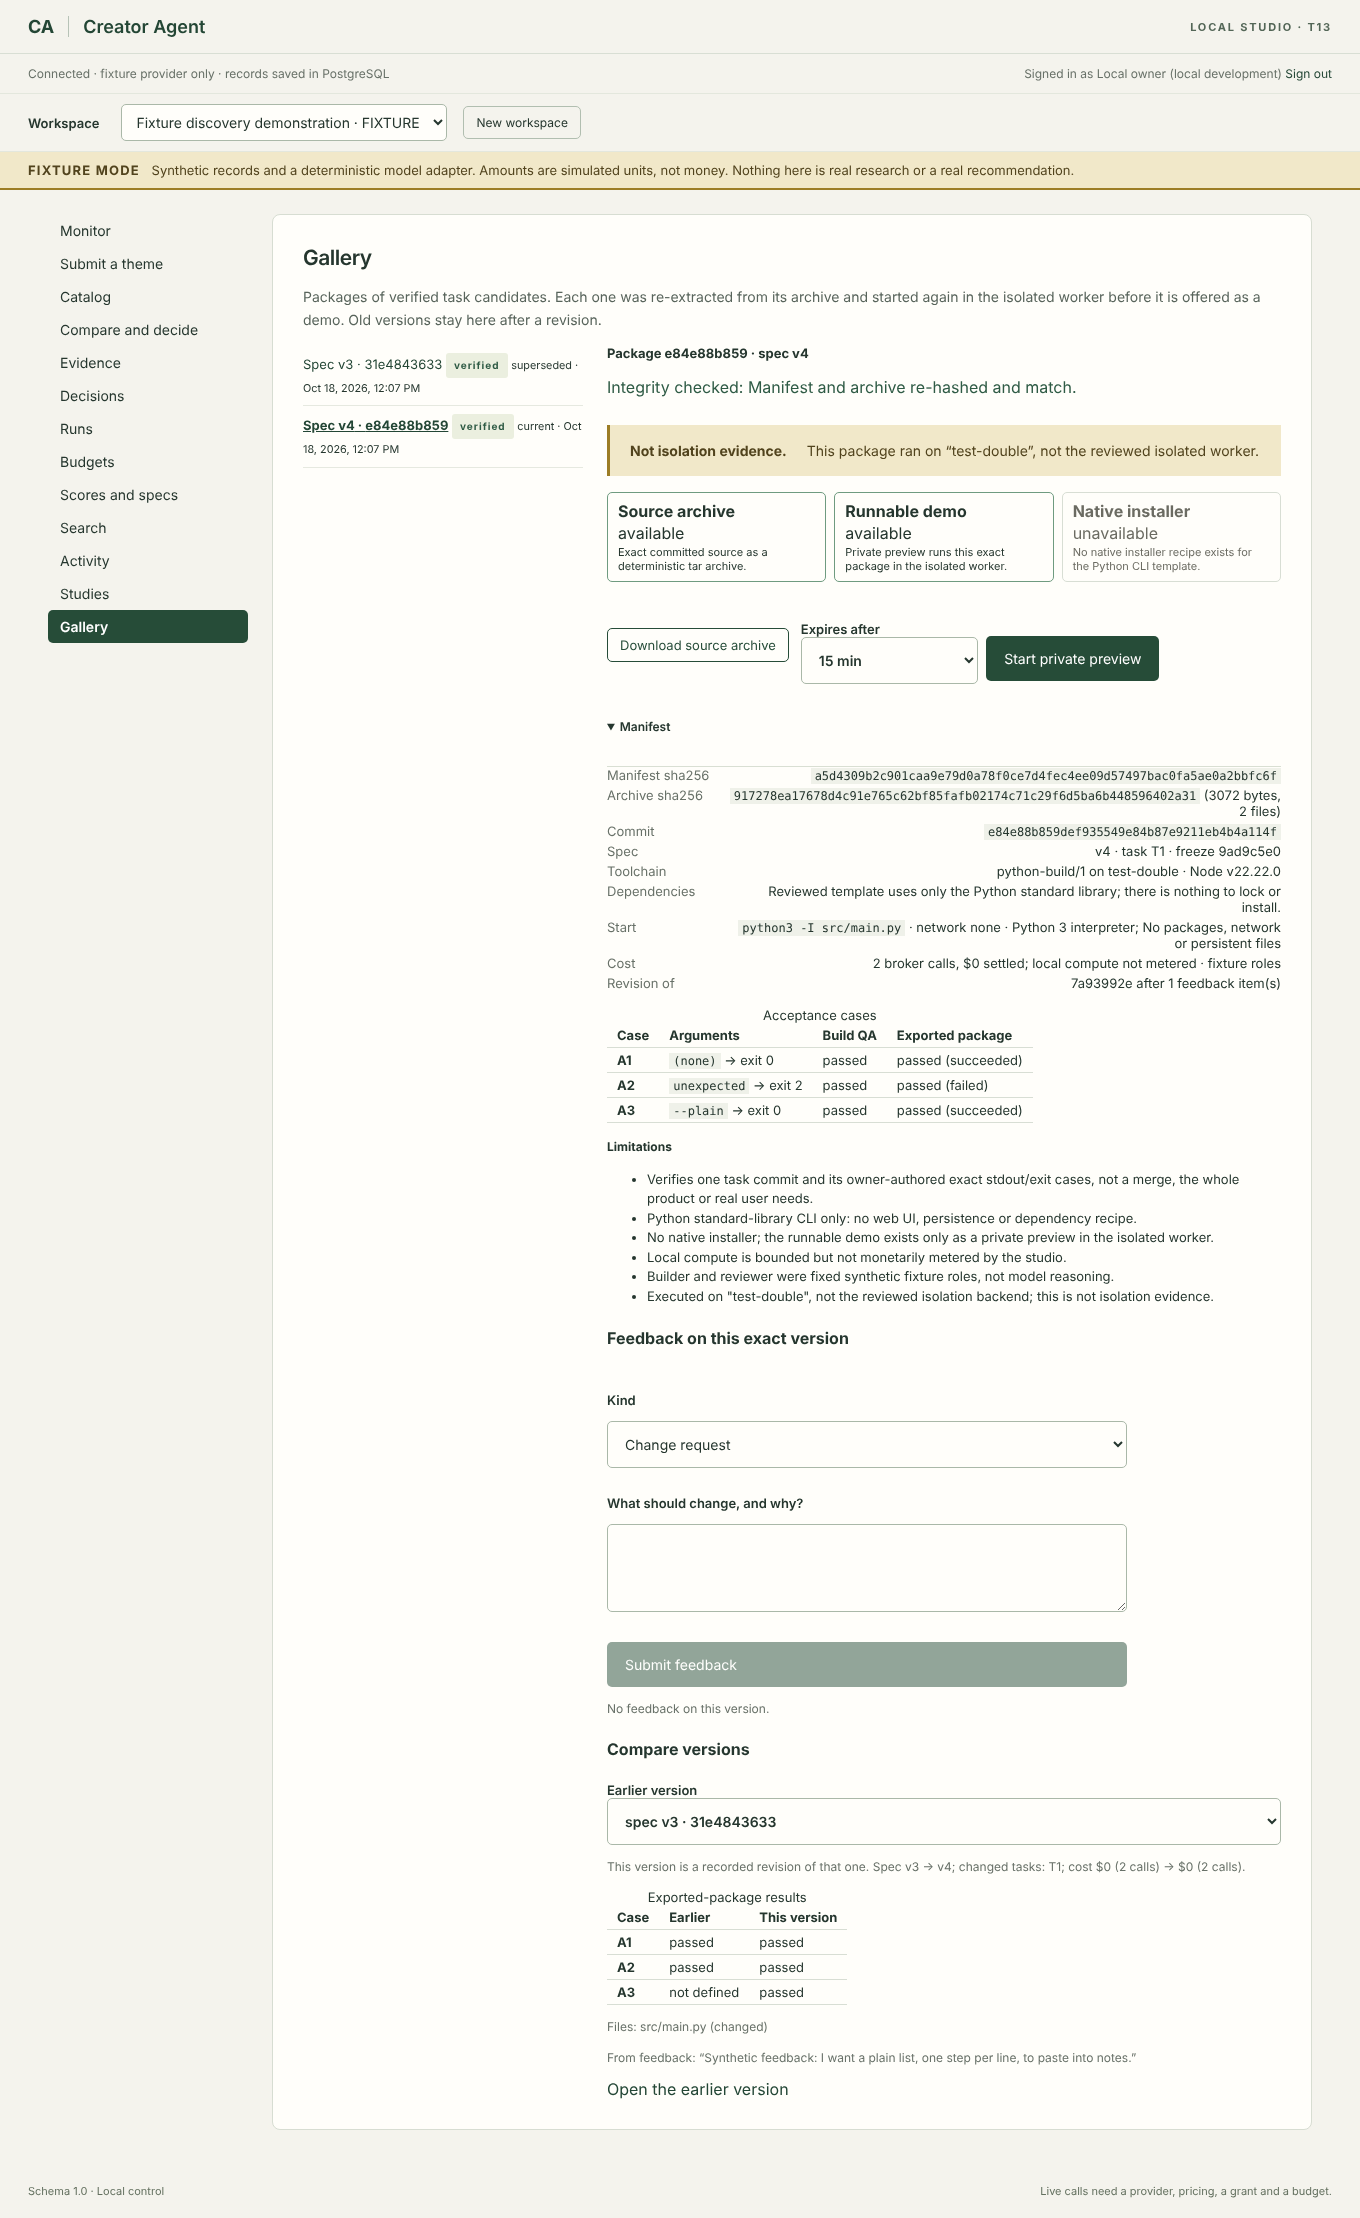 CA Creator Agent
LOCAL STUDIO · T13
Connected · fixture provider only · records saved in PostgreSQL
Signed in as Local owner (local development) Sign out
Workspace
Fixture discovery demonstration · FIXTURE
New workspace
FIXTURE MODE Synthetic records and a deterministic model adapter. Amounts are simulated units, not money. Nothing here is real research or a real recommendation.
Monitor
Submit a theme
Catalog
Compare and decide
Evidence
Decisions
Runs
Budgets
Scores and specs
Search
Activity
Studies
Gallery
Gallery
Packages of verified task candidates. Each one was re-extracted from its archive and started again in the isolated worker before it is offered as a
demo. Old versions stay here after a revision.
Spec v3 · 31e4843633 verified superseded ·
Oct 18, 2026, 12:07 PM
Spec v4 · e84e88b859 verified current · Oct
18, 2026, 12:07 PM
Package e84e88b859 · spec v4
Integrity checked: Manifest and archive re-hashed and match.
Not isolation evidence. This package ran on “test-double”, not the reviewed isolated worker.
Source archive
available
Exact committed source as a
deterministic tar archive.
Runnable demo
available
Private preview runs this exact
package in the isolated worker.
Native installer
unavailable
No native installer recipe exists for
the Python CLI template.
Download source archive
Expires after
15 min
Start private preview
▼ Manifest
Manifest sha256 a5d4309b2c901caa9e79d0a78f0ce7d4fec4ee09d57497bac0fa5ae0a2bbfc6f
Archive sha256 917278ea17678d4c91e765c62bf85fafb02174c71c29f6d5ba6b448596402a31 (3072 bytes,
2 files)
Commit e84e88b859def935549e84b87e9211eb4b4a114f
Spec v4 · task T1 · freeze 9ad9c5e0
Toolchain python-build/1 on test-double · Node v22.22.0
Dependencies Reviewed template uses only the Python standard library; there is nothing to lock or
install.
Start python3 -I src/main.py · network none · Python 3 interpreter; No packages, network
or persistent files
Cost 2 broker calls, $0 settled; local compute not metered · fixture roles
Revision of 7a93992e after 1 feedback item(s)
Acceptance cases
Case Arguments Build QA Exported package
A1 (none) → exit 0 passed passed (succeeded)
A2 unexpected → exit 2 passed passed (failed)
A3 --plain → exit 0 passed passed (succeeded)
Limitations
• Verifies one task commit and its owner-authored exact stdout/exit cases, not a merge, the whole
product or real user needs.
• Python standard-library CLI only: no web UI, persistence or dependency recipe.
• No native installer; the runnable demo exists only as a private preview in the isolated worker.
• Local compute is bounded but not monetarily metered by the studio.
• Builder and reviewer were fixed synthetic fixture roles, not model reasoning.
• Executed on "test-double", not the reviewed isolation backend; this is not isolation evidence.
Feedback on this exact version
Kind
Change request
What should change, and why?
Submit feedback
No feedback on this version.
Compare versions
Earlier version
spec v3 · 31e4843633
This version is a recorded revision of that one. Spec v3 → v4; changed tasks: T1; cost $0 (2 calls) → $0 (2 calls).
Exported-package results
Case Earlier This version
A1 passed passed
A2 passed passed
A3 not defined passed
Files: src/main.py (changed)
From feedback: “Synthetic feedback: I want a plain list, one step per line, to paste into notes.”
Open the earlier version
Schema 1.0 · Local control
Live calls need a provider, pricing, a grant and a budget.